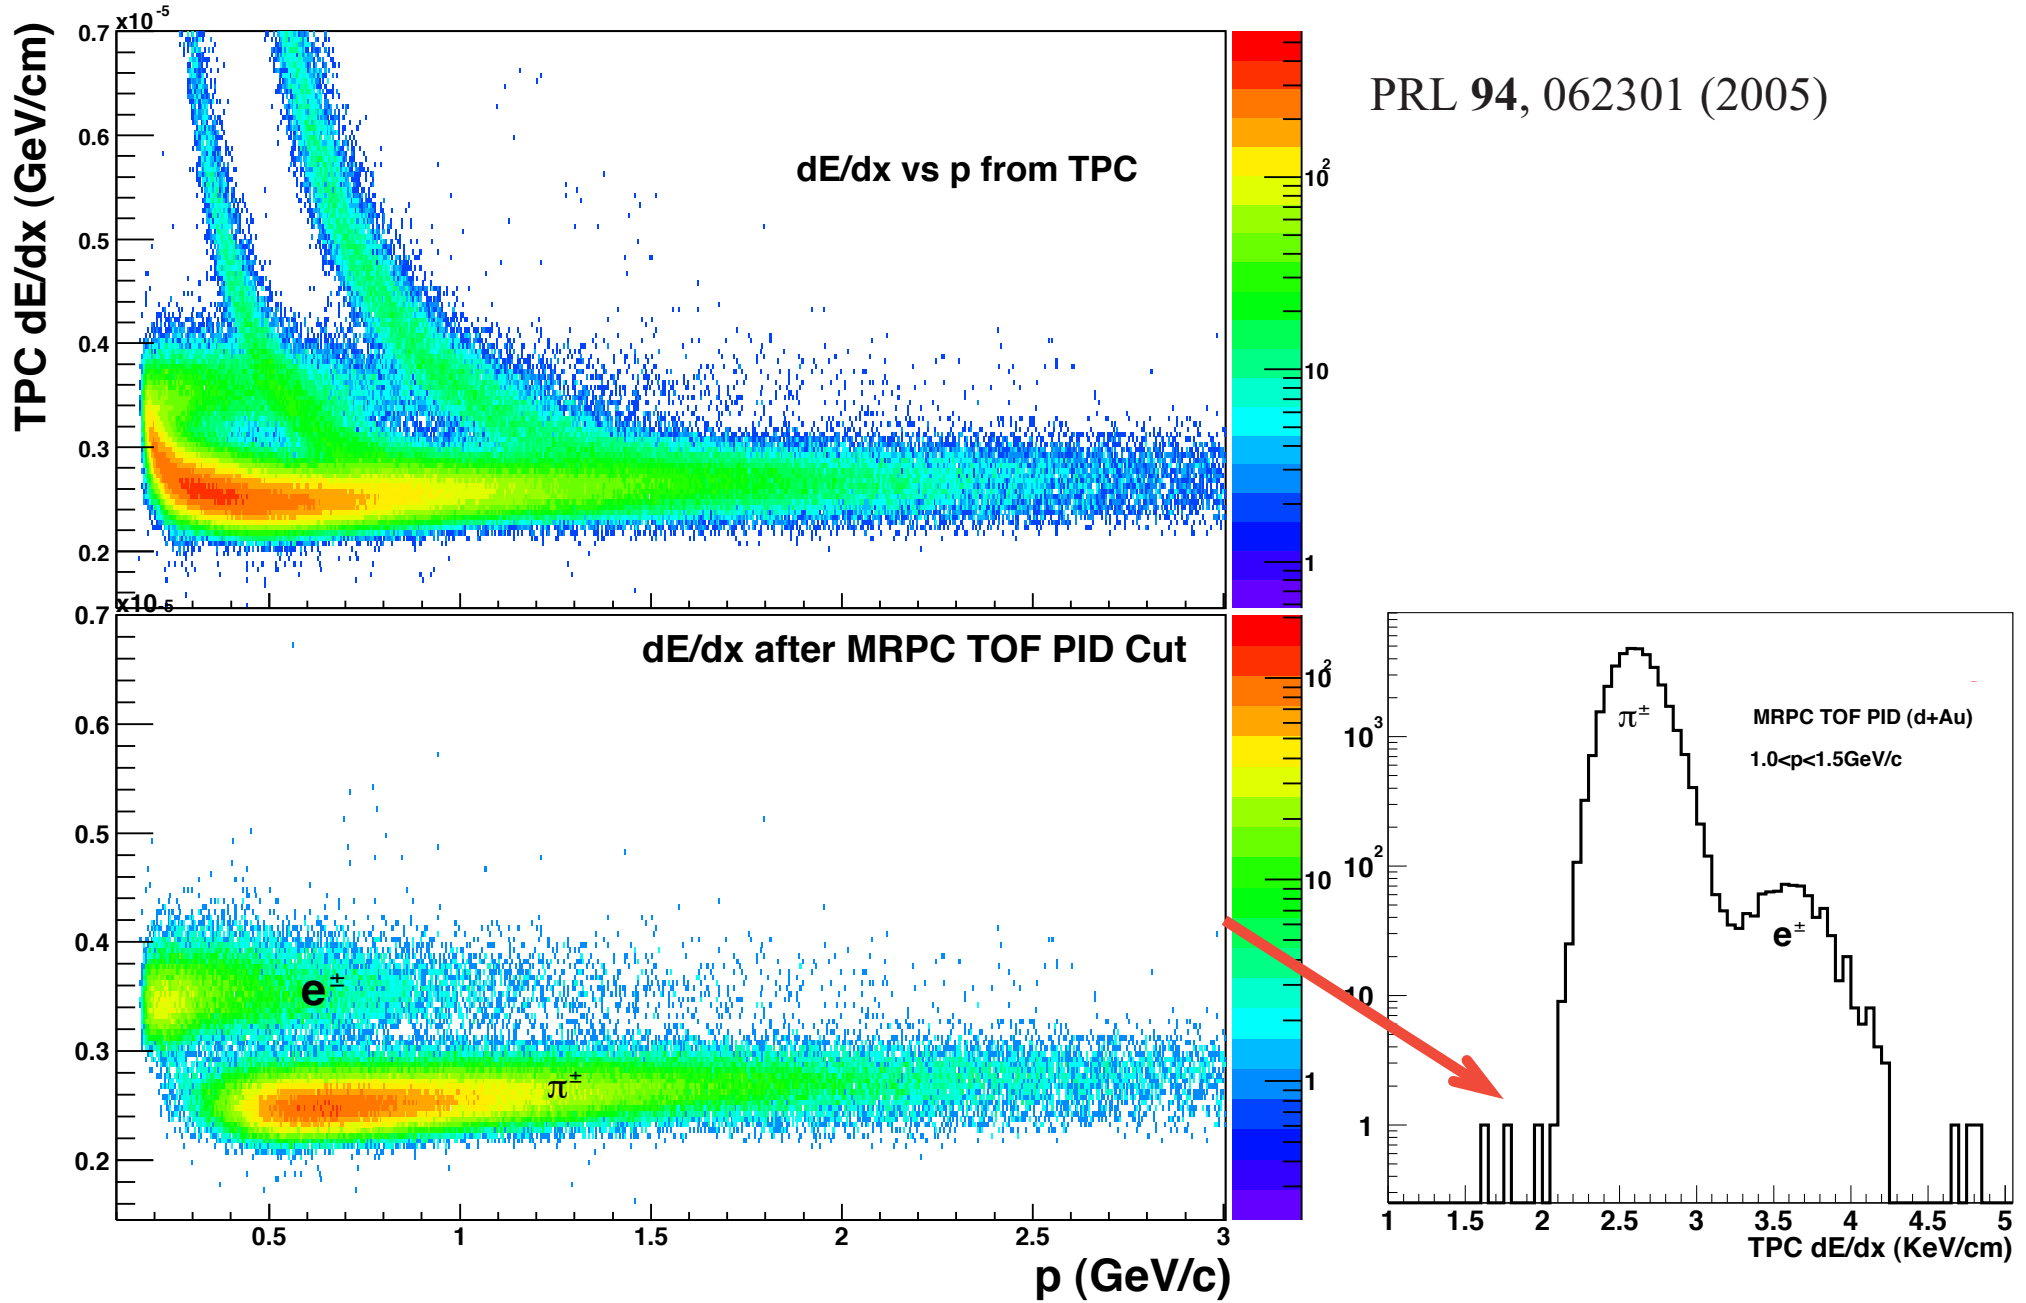 x10⁻⁵
PRL 94, 062301 (2005)
dE/dx vs p from TPC
TPC dE/dx (GeV/cm)
0.7
0.6
0.5
0.4
0.3
0.2
10²
10
1
x10⁻⁵
dE/dx after MRPC TOF PID Cut
0.7
0.6
0.5
0.4
0.3
0.2
e±
π±
10²
10
1
0.5 1 1.5 2 2.5 3
p (GeV/c)
π±
MRPC TOF PID (d+Au)
1.0<p<1.5GeV/c
e±
10³
10²
10
1
1 1.5 2 2.5 3 3.5 4 4.5 5
TPC dE/dx (KeV/cm)